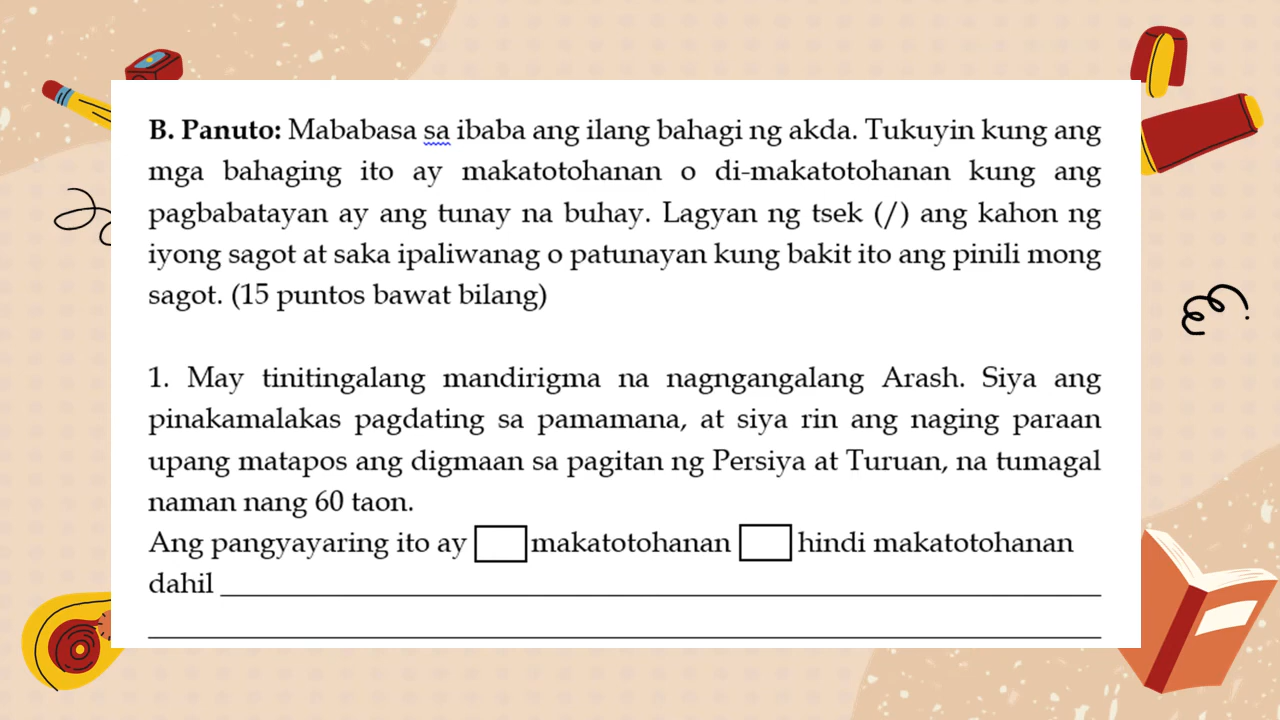 B. Panuto: Mababasa sa ibaba ang ilang bahagi ng akda. Tukuyin kung ang
mga bahaging ito ay makatotohanan o di-makatotohanan kung ang
pagbabatayan ay ang tunay na buhay. Lagyan ng tsek (/) ang kahon ng
iyong sagot at saka ipaliwanag o patunayan kung bakit ito ang pinili mong
sagot. (15 puntos bawat bilang)
1. May tinitingalang mandirigma na nagngangalang Arash. Siya ang
pinakamalakas pagdating sa pamamana, at siya rin ang naging paraan
upang matapos ang digmaan sa pagitan ng Persiya at Turuan, na tumagal
naman nang 60 taon.
Ang pangyayaring ito ay makatotohanan hindi makatotohanan
dahil